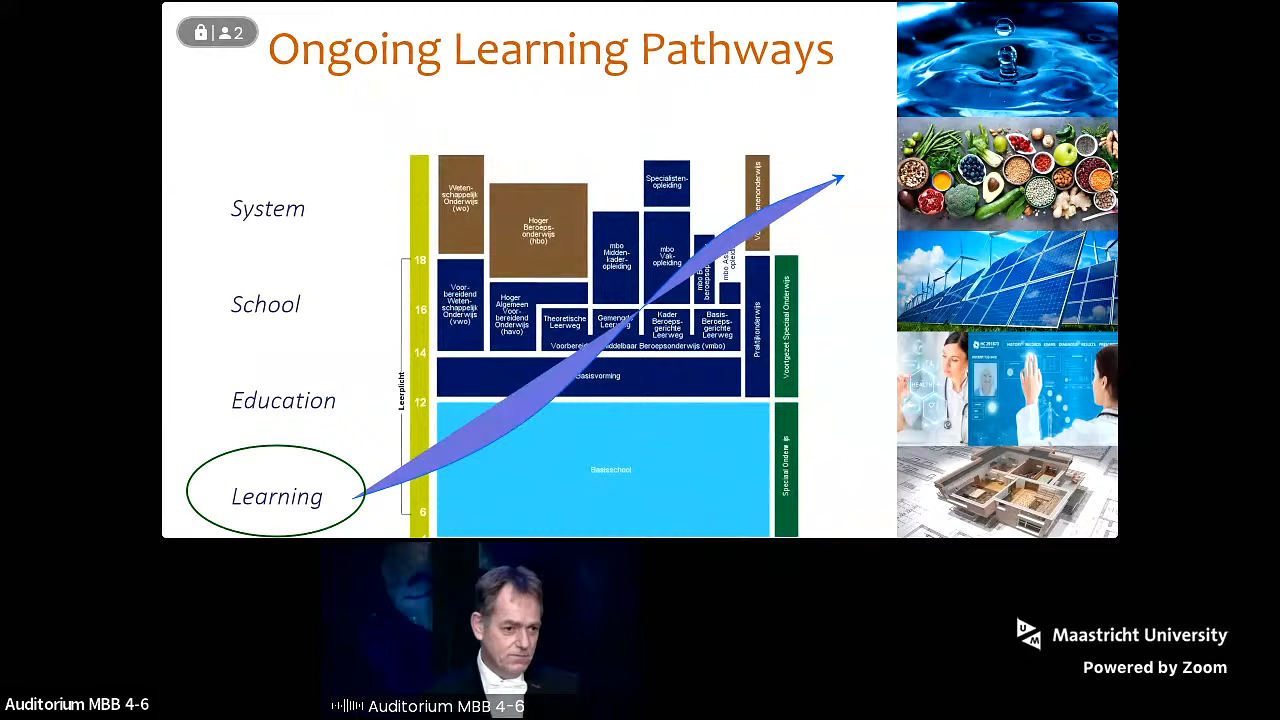 2
Ongoing Learning Pathways
System
School
Education
Learning
Leerplicht
18
16
14
12
6
Weten-
schappelijk
Onderwijs
(wo)
Hoger
Beroeps-
onderwijs
(hbo)
Specialisten-
opleiding
Voor-
bereidend
Weten-
schappelijk
Onderwijs
(vwo)
Hoger
Algemeen
Voor-
bereidend
Onderwijs
(havo)
mbo
Midden-
kader-
opleiding
mbo
Vak-
opleiding
Theoretische
Leerweg
Kader
Beroeps-
gerichte
Leerweg
Basis-
Beroeps-
gerichte
Leerweg
Middelbaar Beroepsonderwijs (vmbo)
Basisvorming
Basisschool
Praktijkonderwijs
Voortgezet Speciaal Onderwijs
Speciaal Onderwijs
HEALTH
Maastricht University
Powered by Zoom
Auditorium MBB 4-6
Auditorium MBB 4-6